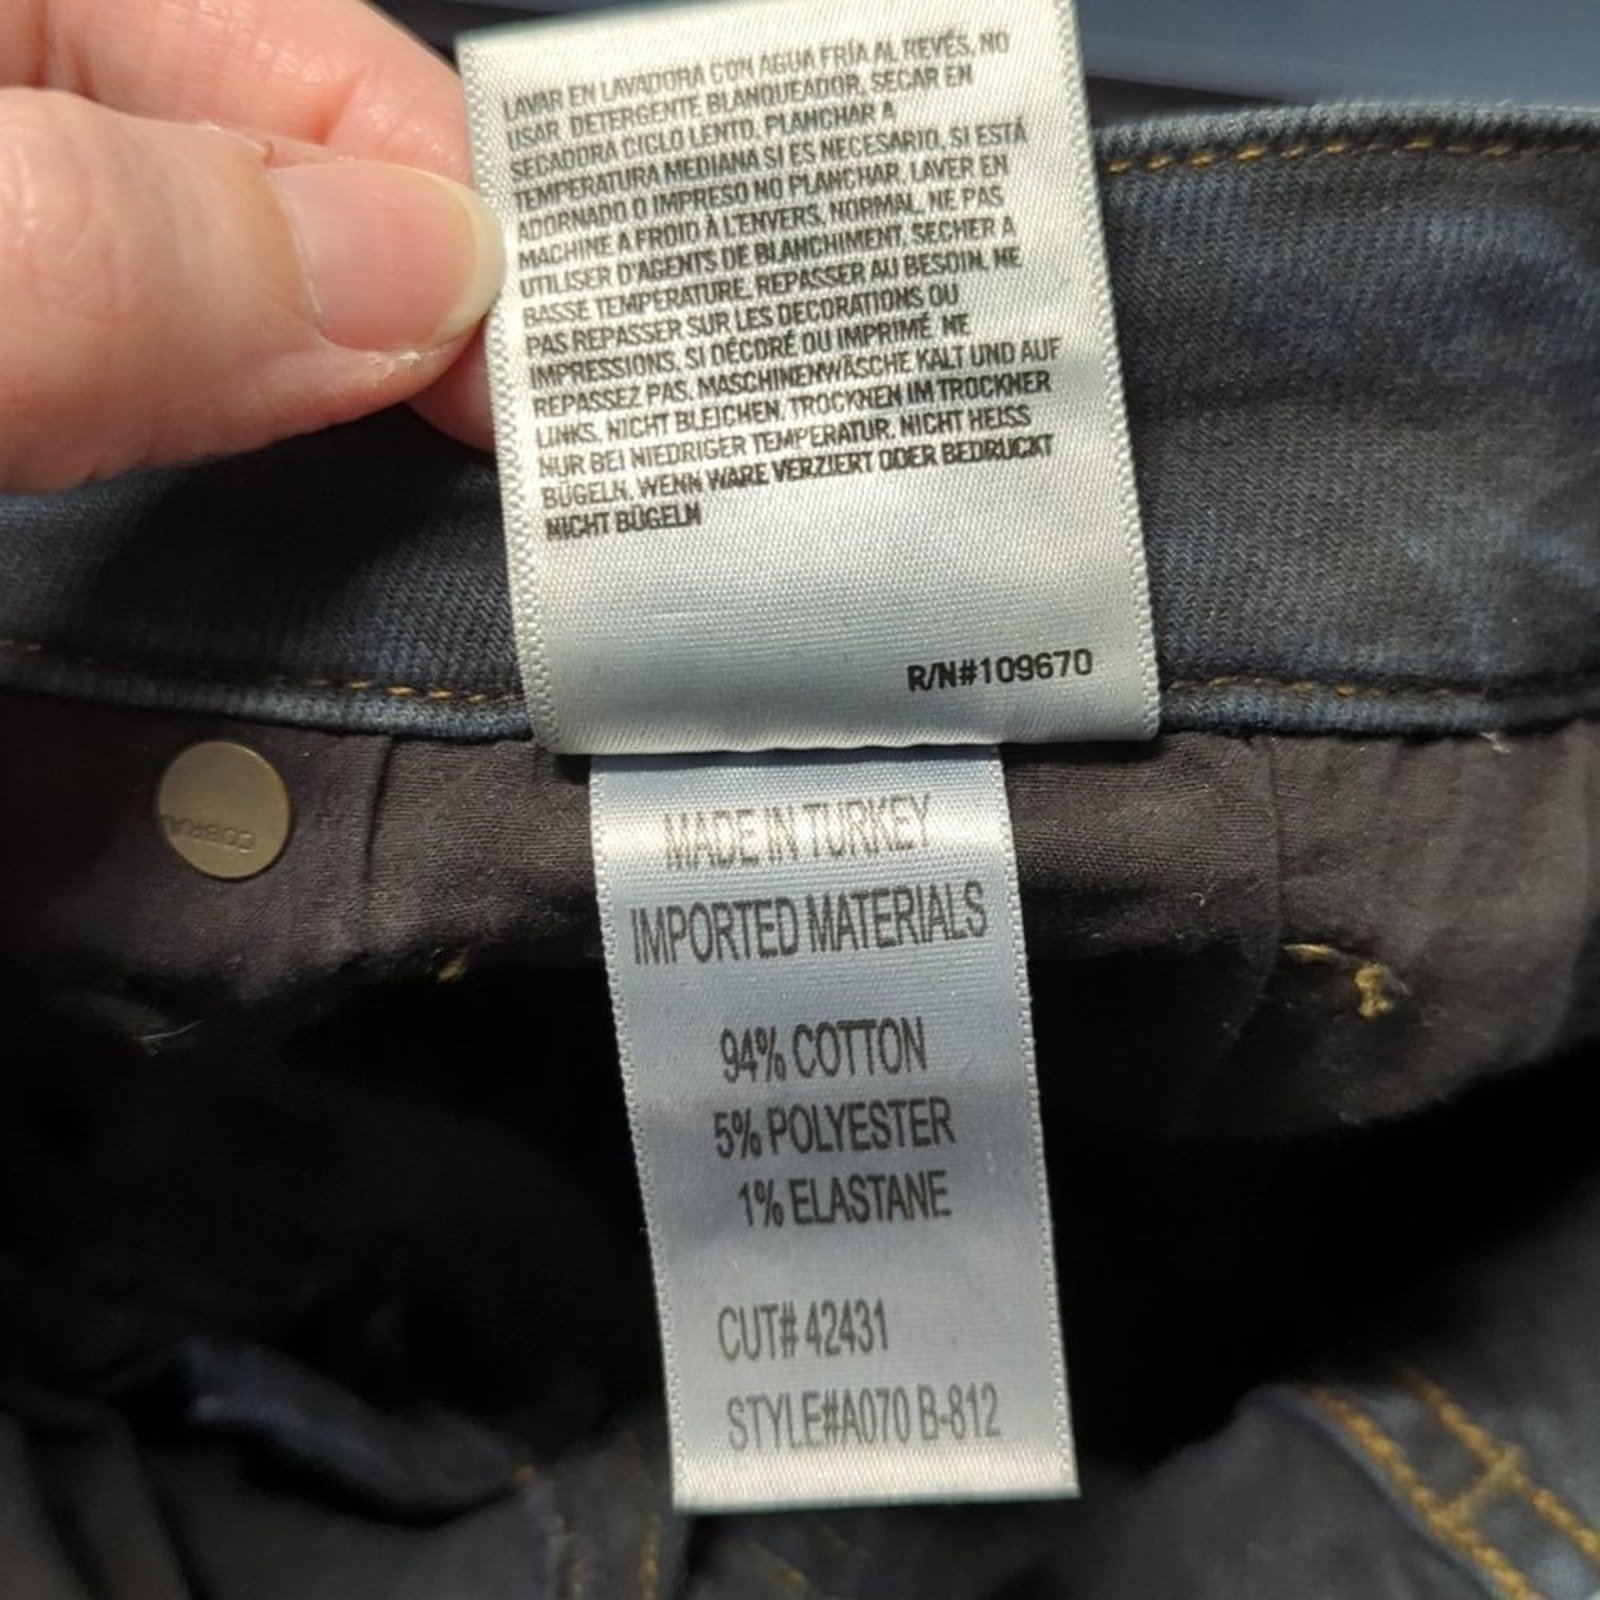 LAVAR EN LAVADORA CON AGUA FRÍA AL REVÉS. NO
USAR DETERGENTE BLANQUEADOR, SECAR EN
SECADORA CICLO LENTO. PLANCHAR A
TEMPERATURA MEDIANA SI ES NECESARIO, SI ESTÁ
ADORNADO O IMPRESO NO PLANCHAR, LAVER EN
MACHINE A FROID À L'ENVERS, NORMAL, NE PAS
UTILISER D'AGENTS DE BLANCHIMENT, SECHER A
BASSE TEMPERATURE, REPASSER AU BESOIN, NE
PAS REPASSER SUR LES DECORATIONS OU
IMPRESSIONS, SI DÉCORÉ OU IMPRIMÉ NE
REPASSEZ PAS, MASCHINENWÄSCHE KALT UND AUF
LINKS, NICHT BLEICHEN, TROCKNEN IM TROCKNER
NUR BEI NIEDRIGER TEMPERATUR, NICHT HEISS
BÜGELN, WENN WARE VERZIERT ODER BEDRUCKT
NICHT BÜGELN
R/N#109670
MADE IN TURKEY
IMPORTED MATERIALS
94% COTTON
5% POLYESTER
1% ELASTANE
CUT# 42431
STYLE#A070 B-812